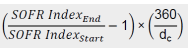 (SOFR Index_End / SOFR Index_Start − 1) × (360 / d_c)